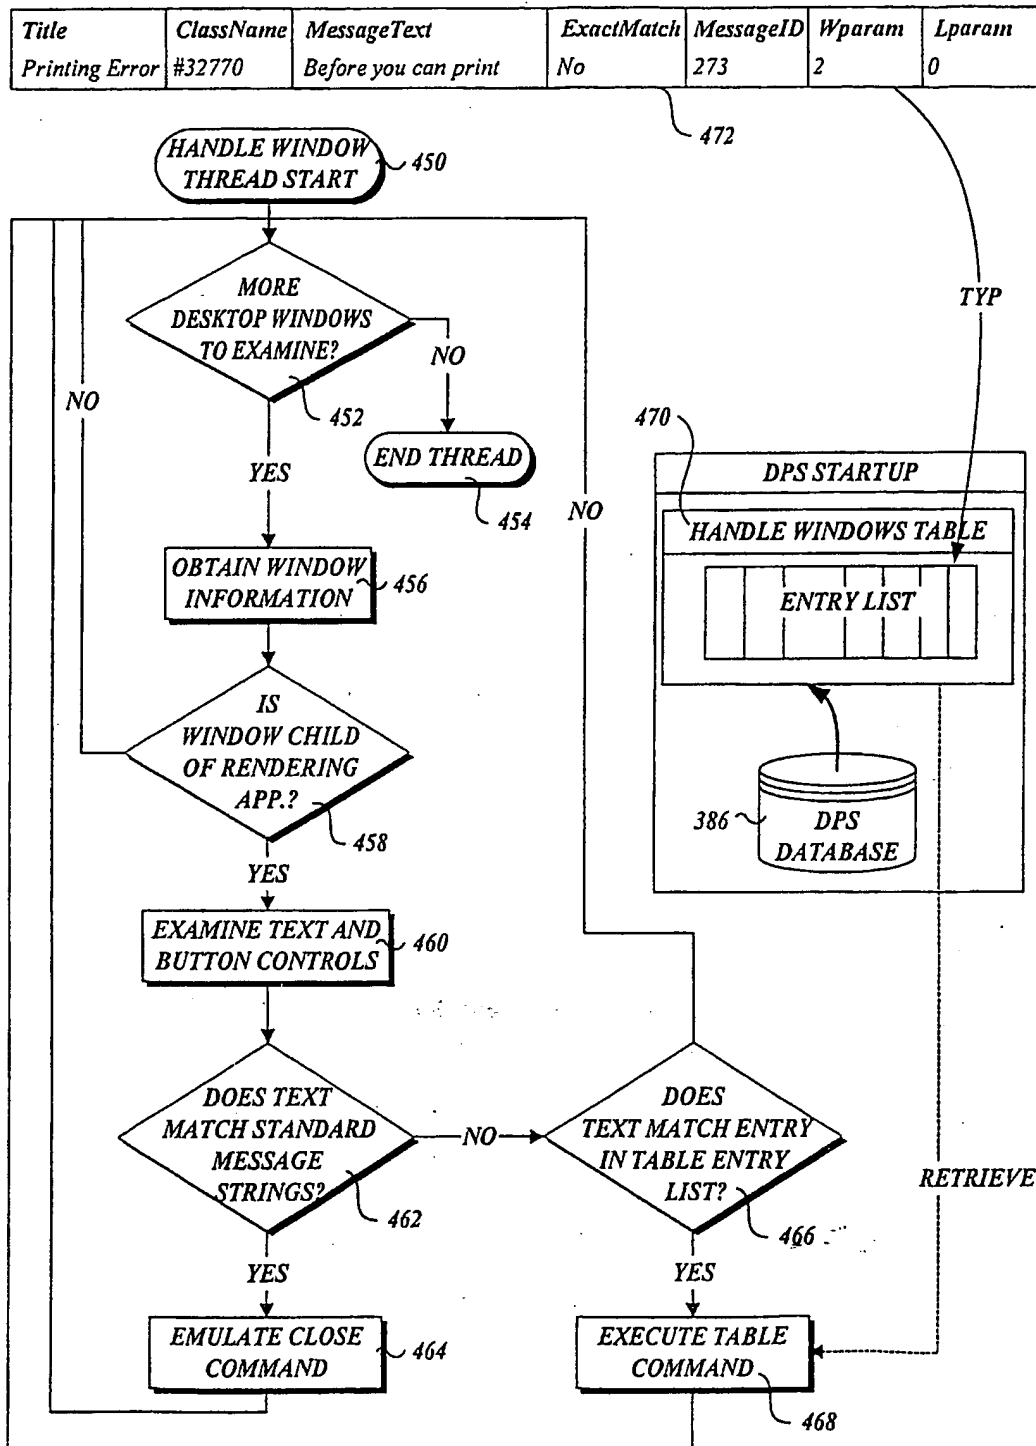 Title ClassName MessageText ExactMatch MessageID Wparam Lparam
Printing Error #32770 Before you can print No 273 2 0
472
HANDLE WINDOW
THREAD START
450
TYP
MORE
DESKTOP WINDOWS
TO EXAMINE?
452
NO
NO
END THREAD
454
YES
NO
470
DPS STARTUP
HANDLE WINDOWS TABLE
ENTRY LIST
OBTAIN WINDOW
INFORMATION
456
IS
WINDOW CHILD
OF RENDERING
APP.?
458
386
DPS
DATABASE
YES
EXAMINE TEXT AND
BUTTON CONTROLS
460
DOES TEXT
MATCH STANDARD
MESSAGE
STRINGS?
462
NO
DOES
TEXT MATCH ENTRY
IN TABLE ENTRY
LIST?
466
RETRIEVE
YES
YES
EMULATE CLOSE
COMMAND
464
EXECUTE TABLE
COMMAND
468